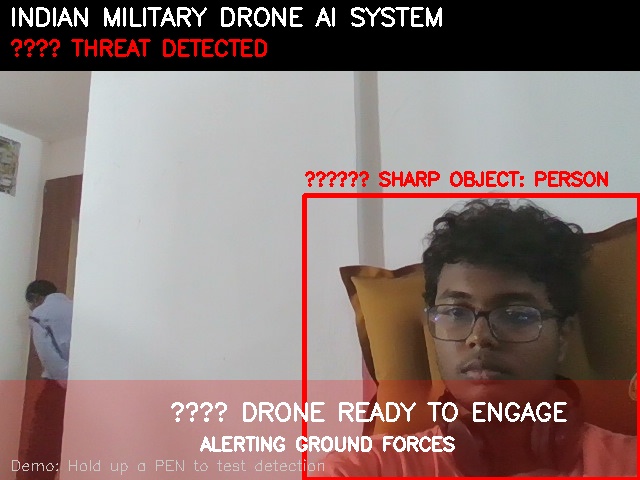 INDIAN MILITARY DRONE AI SYSTEM
???? THREAT DETECTED
?????? SHARP OBJECT: PERSON
???? DRONE READY TO ENGAGE
ALERTING GROUND FORCES
Demo: Hold up a PEN to test detection